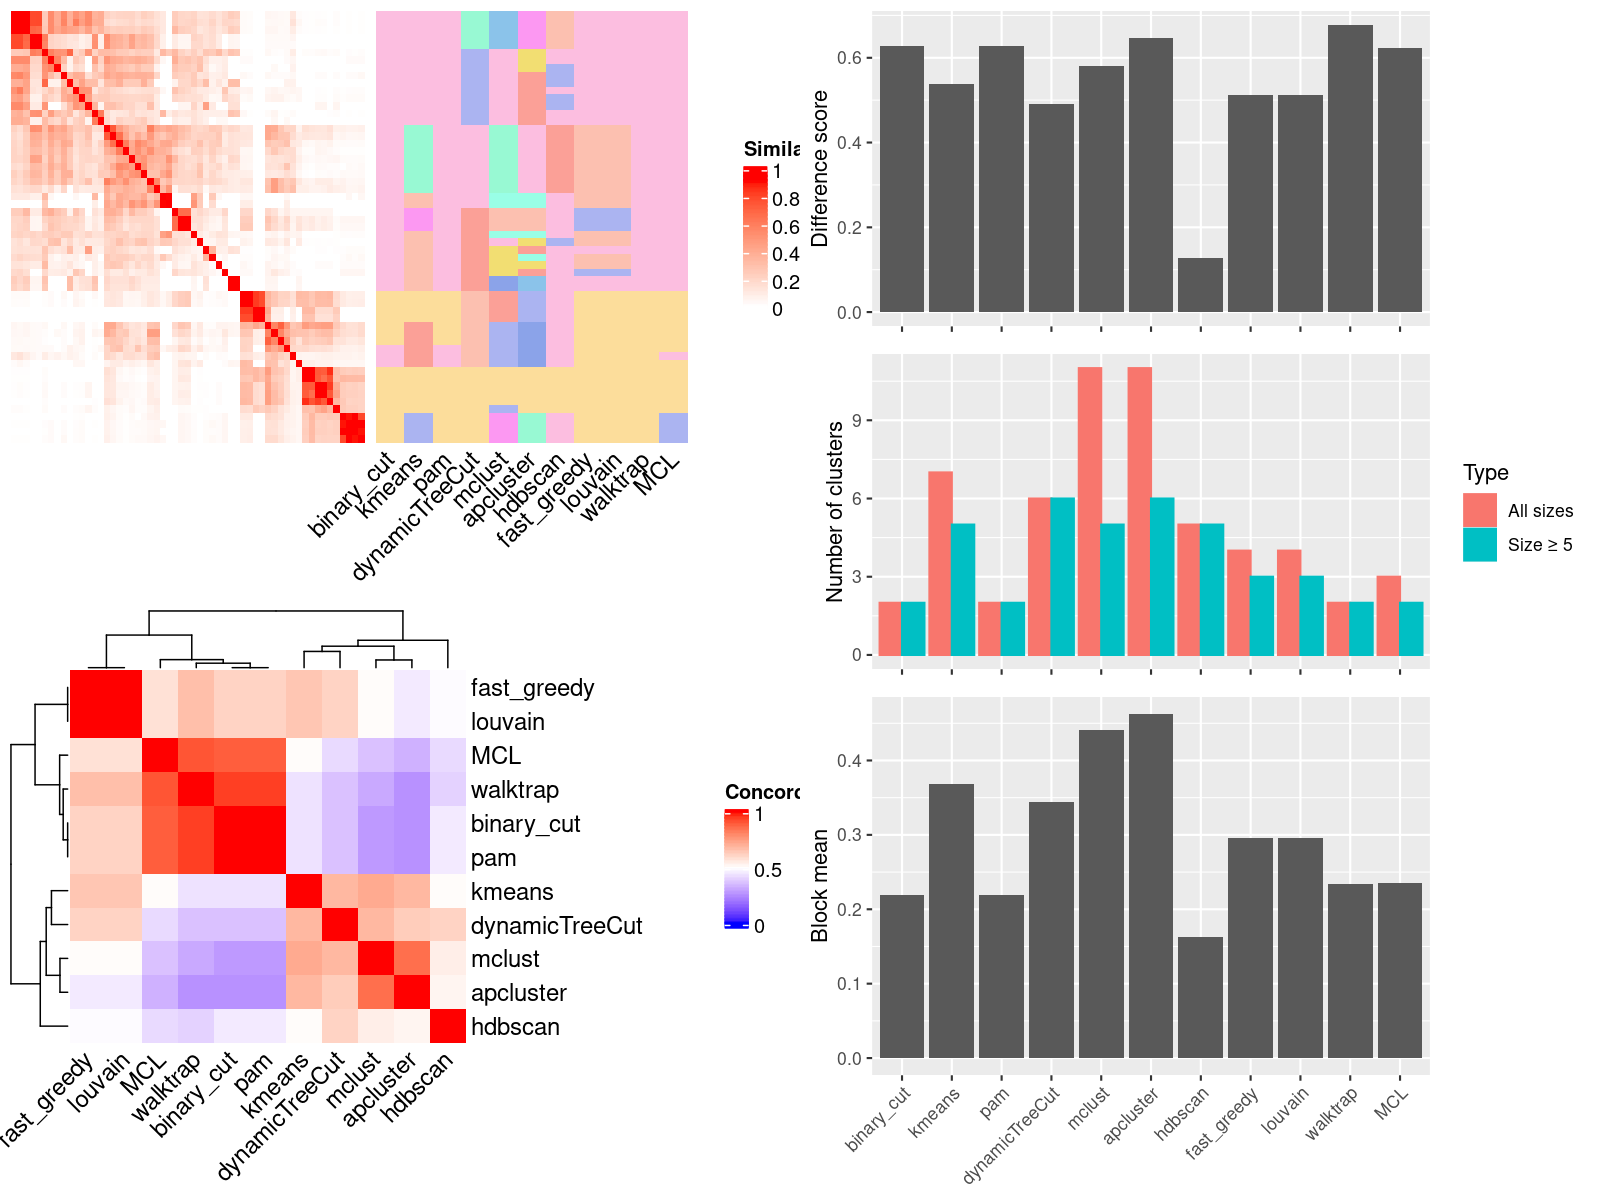 Simila
1
0.8
0.6
0.4
0.2
0
binary_cut
kmeans
pam
dynamicTreeCut
mclust
apcluster
hdbscan
fast_greedy
louvain
walktrap
MCL
fast_greedy
louvain
MCL
walktrap
binary_cut
pam
kmeans
dynamicTreeCut
mclust
apcluster
hdbscan
fast_greedy
louvain
MCL
walktrap
binary_cut
pam
kmeans
dynamicTreeCut
mclust
apcluster
hdbscan
Concord
1
0.5
0
Difference score
0.6
0.4
0.2
0.0
Number of clusters
9
6
3
0
Type
All sizes
Size ≥ 5
Block mean
0.4
0.3
0.2
0.1
0.0
binary_cut
kmeans
pam
dynamicTreeCut
mclust
apcluster
hdbscan
fast_greedy
louvain
walktrap
MCL